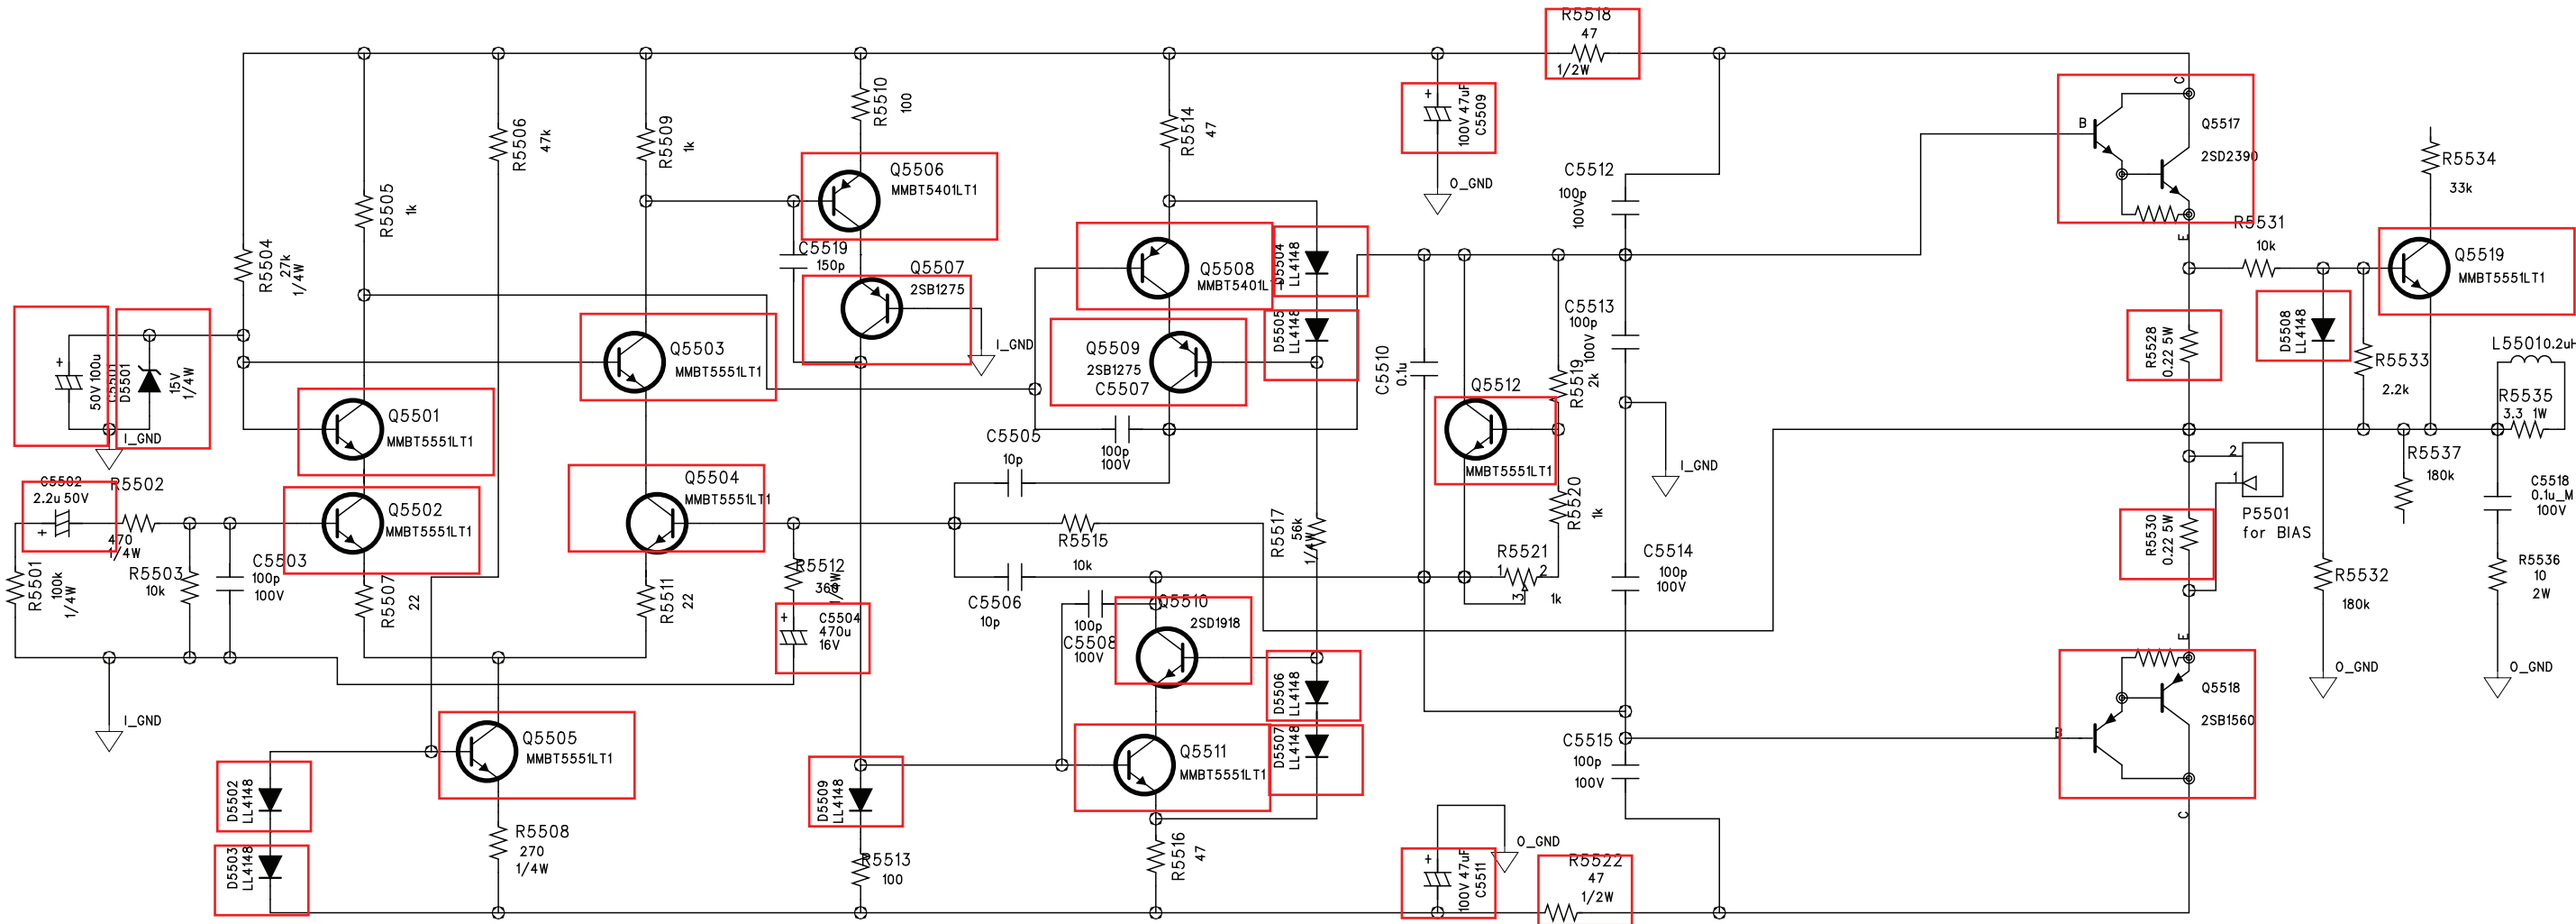 R5518
47
1/2W
R5510
100
R5506
47k
R5509
1k
R5514
47
+
100V 47uF
C5509
O_GND
C
B
Q5517
2SD2390
E
R5534
33k
R5505
1k
Q5506
MMBT5401LT1
C5512
100p
100V
R5504
27k
1/4W
C5519
150p
Q5507
2SB1275
I_GND
Q5508
MMBT5401L
D5504
LL4148
D5505
LL4148
R5531
10k
Q5519
MMBT5551LT1
+
50V 100u
C5501
D5501
15V
1/4W
I_GND
Q5503
MMBT5551LT1
Q5509
2SB1275
C5507
100p
100V
C5510
0.1u
Q5512
MMBT5551LT1
R5519
2k
C5513
100p
100V
R5528
0.22 5W
D5508
LL4148
R5533
2.2k
L5501
0.2uH
R5535
3.3 1W
Q5501
MMBT5551LT1
C5505
10p
I_GND
2
1
P5501
for BIAS
R5537
180k
C5518
0.1u_M
100V
C5502
2.2u 50V
+
R5502
470
1/4W
Q5502
MMBT5551LT1
Q5504
MMBT5551LT1
R5515
10k
R5517
56k
1/4W
R5520
1k
R5521
1
2
3
1k
C5514
100p
100V
R5530
0.22 5W
R5501
100k
1/4W
R5503
10k
C5503
100p
100V
R5507
22
R5511
22
R5512
360
+
C5504
470u
16V
C5506
10p
100p
C5508
100V
Q5510
2SD1918
R5532
180k
R5536
10
2W
O_GND
O_GND
I_GND
E
Q5518
2SB1560
B
C
D5506
LL4148
D5507
LL4148
Q5505
MMBT5551LT1
Q5511
MMBT5551LT1
C5515
100p
100V
D5502
LL4148
D5503
LL4148
R5508
270
1/4W
D5509
LL4148
R5513
100
R5516
47
+
100V 47uF
C5511
O_GND
R5522
47
1/2W